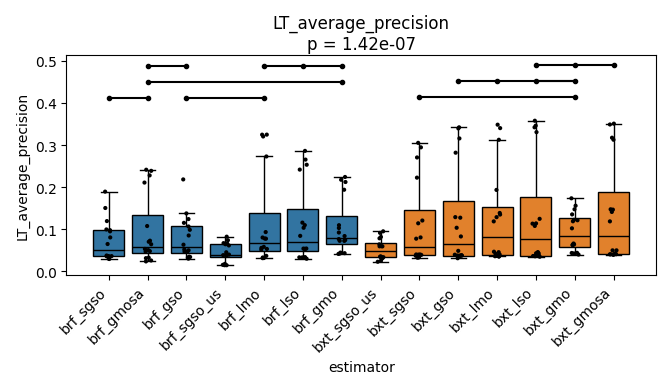 LT_average_precision
p = 1.42e-07
LT_average_precision
0.5
0.4
0.3
0.2
0.1
0.0
brf_sgso
brf_gmosa
brf_gso
brf_sgso_us
brf_lmo
brf_lso
brf_gmo
bxt_sgso_us
bxt_sgso
bxt_gso
bxt_lmo
bxt_lso
bxt_gmo
bxt_gmosa
estimator